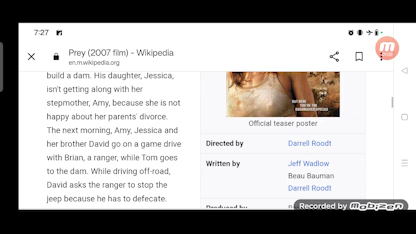 7:27
Prey (2007 film) – Wikipedia
en.m.wikipedia.org
build a dam. His daughter, Jessica,
isn't getting along with her
stepmother, Amy, because she is not
happy about her parents' divorce.
The next morning, Amy, Jessica and
her brother David go on a game drive
with Brian, a ranger, while Tom goes
to the dam. While driving off-road,
David asks the ranger to stop the
jeep because he has to defecate.
Official teaser poster
Directed by Darrell Roodt
Written by Jeff Wadlow
Beau Bauman
Darrell Roodt
Produced by
Recorded by Mobizen